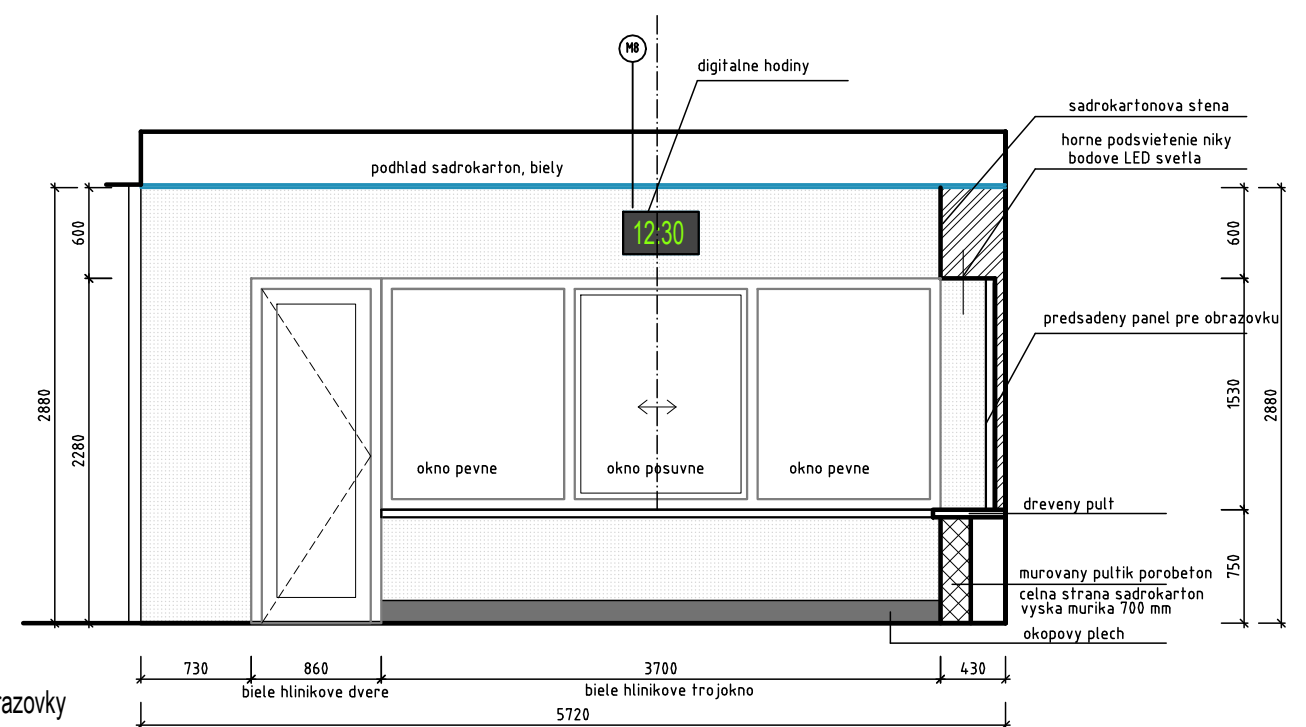 M8
digitalne hodiny
sadrokartonova stena
horne podsvietenie niky
bodove LED svetla
podhlad sadrokarton, biely
12:30
600
600
predsadeny panel pre obrazovku
2880
2280
1530
2880
okno pevne
okno posuvne
okno pevne
dreveny pult
750
murovany pultik porobeton
celna strana sadrokarton
vyska murika 700 mm
okopovy plech
730
860
3700
430
biele hlinikove dvere
biele hlinikove trojokno
razovky
5720